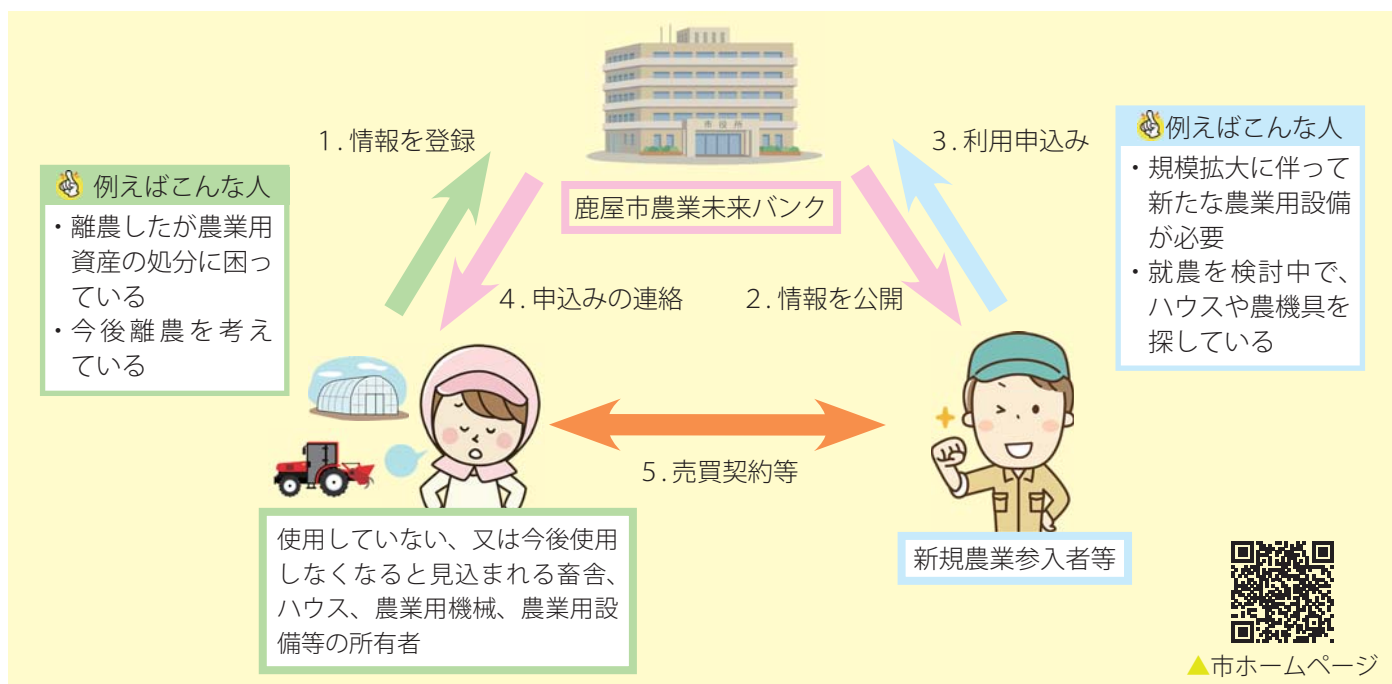 市役所
鹿屋市農業未来バンク
1.情報を登録
3.利用申込み
例えばこんな人
・離農したが農業用
資産の処分に困っ
ている
・今後離農を考え
ている
例えばこんな人
・規模拡大に伴って
新たな農業用設備
が必要
・就農を検討中で、
ハウスや農機具を
探している
4.申込みの連絡
2.情報を公開
5.売買契約等
使用していない、又は今後使用
しなくなると見込まれる畜舎、
ハウス、農業用機械、農業用設
備等の所有者
新規農業参入者等
▲市ホームページ